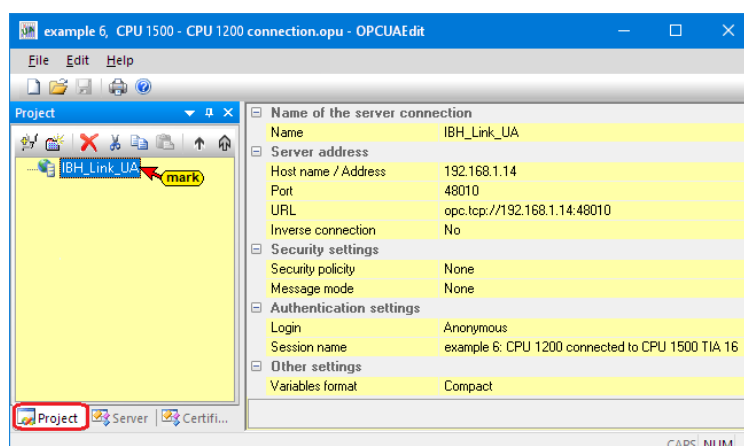 example 6, CPU 1500 - CPU 1200 connection.opu - OPCUAEdit
File Edit Help
Project
IBH_Link_UA
mark
Project Server Certifi...
Name of the server connection
Name IBH_Link_UA
Server address
Host name / Address 192.168.1.14
Port 48010
URL opc.tcp://192.168.1.14:48010
Inverse connection No
Security settings
Security policity None
Message mode None
Authentication settings
Login Anonymous
Session name example 6: CPU 1200 connected to CPU 1500 TIA 16
Other settings
Variables format Compact
CAPS NUM